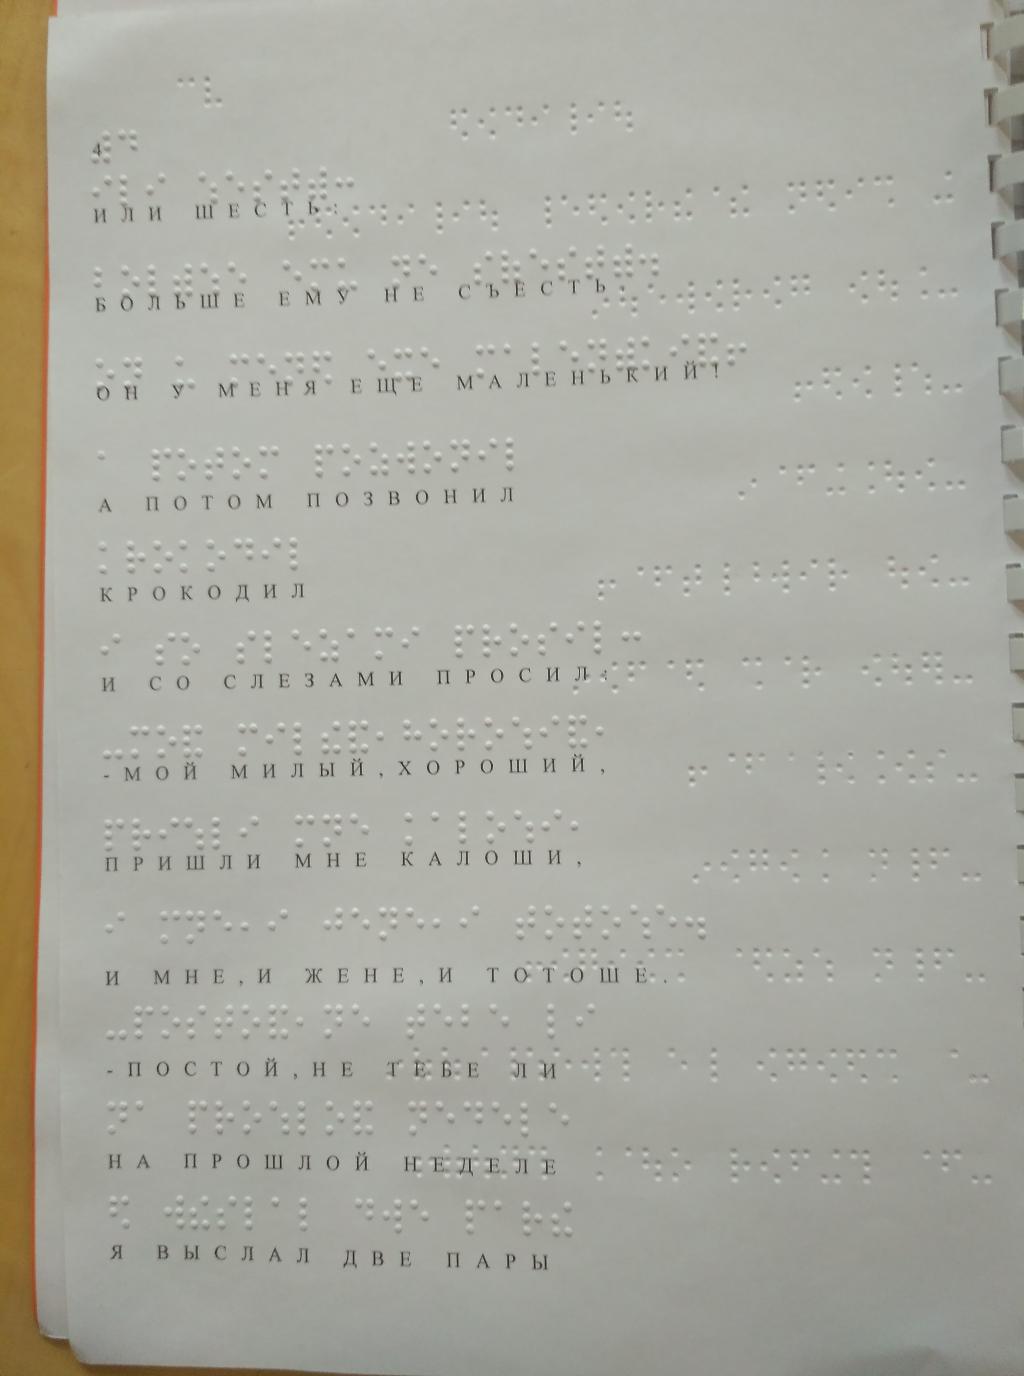 4
ИЛИ ШЕСТЬ:
БОЛЬШЕ ЕМУ НЕ СЪЕСТЬ,
ОН У МЕНЯ ЕЩЕ МАЛЕНЬКИЙ!
А ПОТОМ ПОЗВОНИЛ
КРОКОДИЛ
И СО СЛЕЗАМИ ПРОСИЛ:
-МОЙ МИЛЫЙ,ХОРОШИЙ,
ПРИШЛИ МНЕ КАЛОШИ,
И МНЕ,И ЖЕНЕ,И ТОТОШЕ.
-ПОСТОЙ,НЕ ТЕБЕ ЛИ
НА ПРОШЛОЙ НЕДЕЛЕ
Я ВЫСЛАЛ ДВЕ ПАРЫ